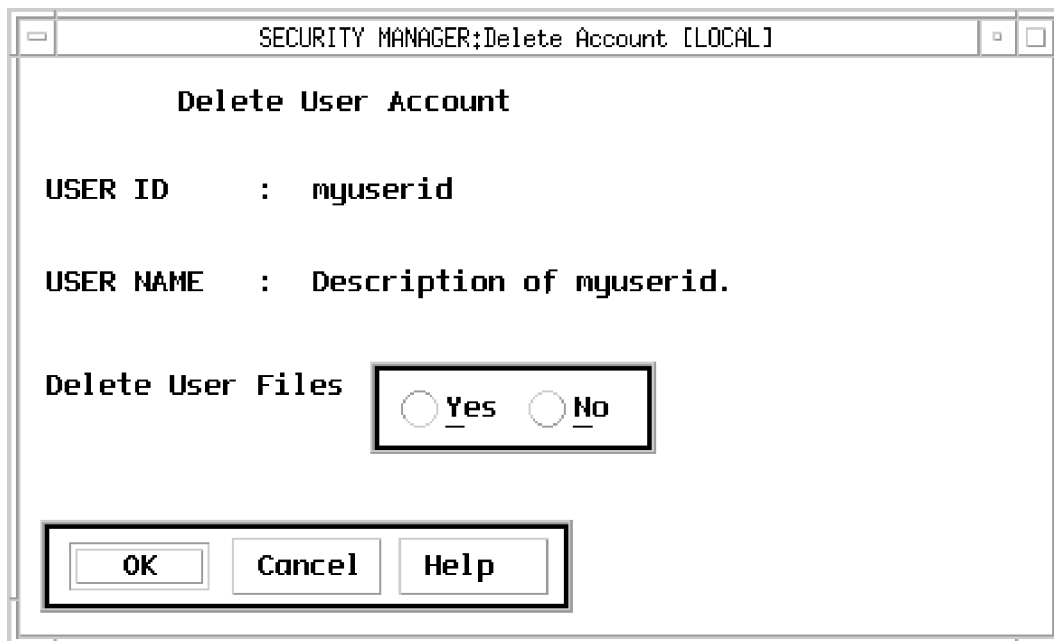 SECURITY MANAGER;Delete Account [LOCAL]
Delete User Account
USER ID : myuserid
USER NAME : Description of myuserid.
Delete User Files Yes No
OK Cancel Help